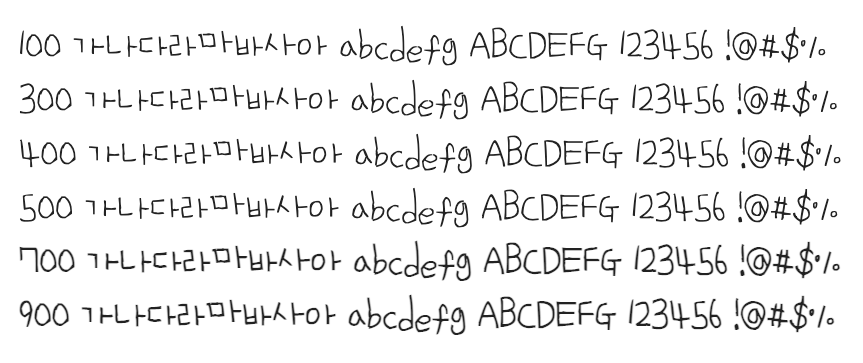 100 가나다라마바사아 abcdefg ABCDEFG 123456 !@#$%
300 가나다라마바사아 abcdefg ABCDEFG 123456 !@#$%
400 가나다라마바사아 abcdefg ABCDEFG 123456 !@#$%
500 가나다라마바사아 abcdefg ABCDEFG 123456 !@#$%
700 가나다라마바사아 abcdefg ABCDEFG 123456 !@#$%
900 가나다라마바사아 abcdefg ABCDEFG 123456 !@#$%